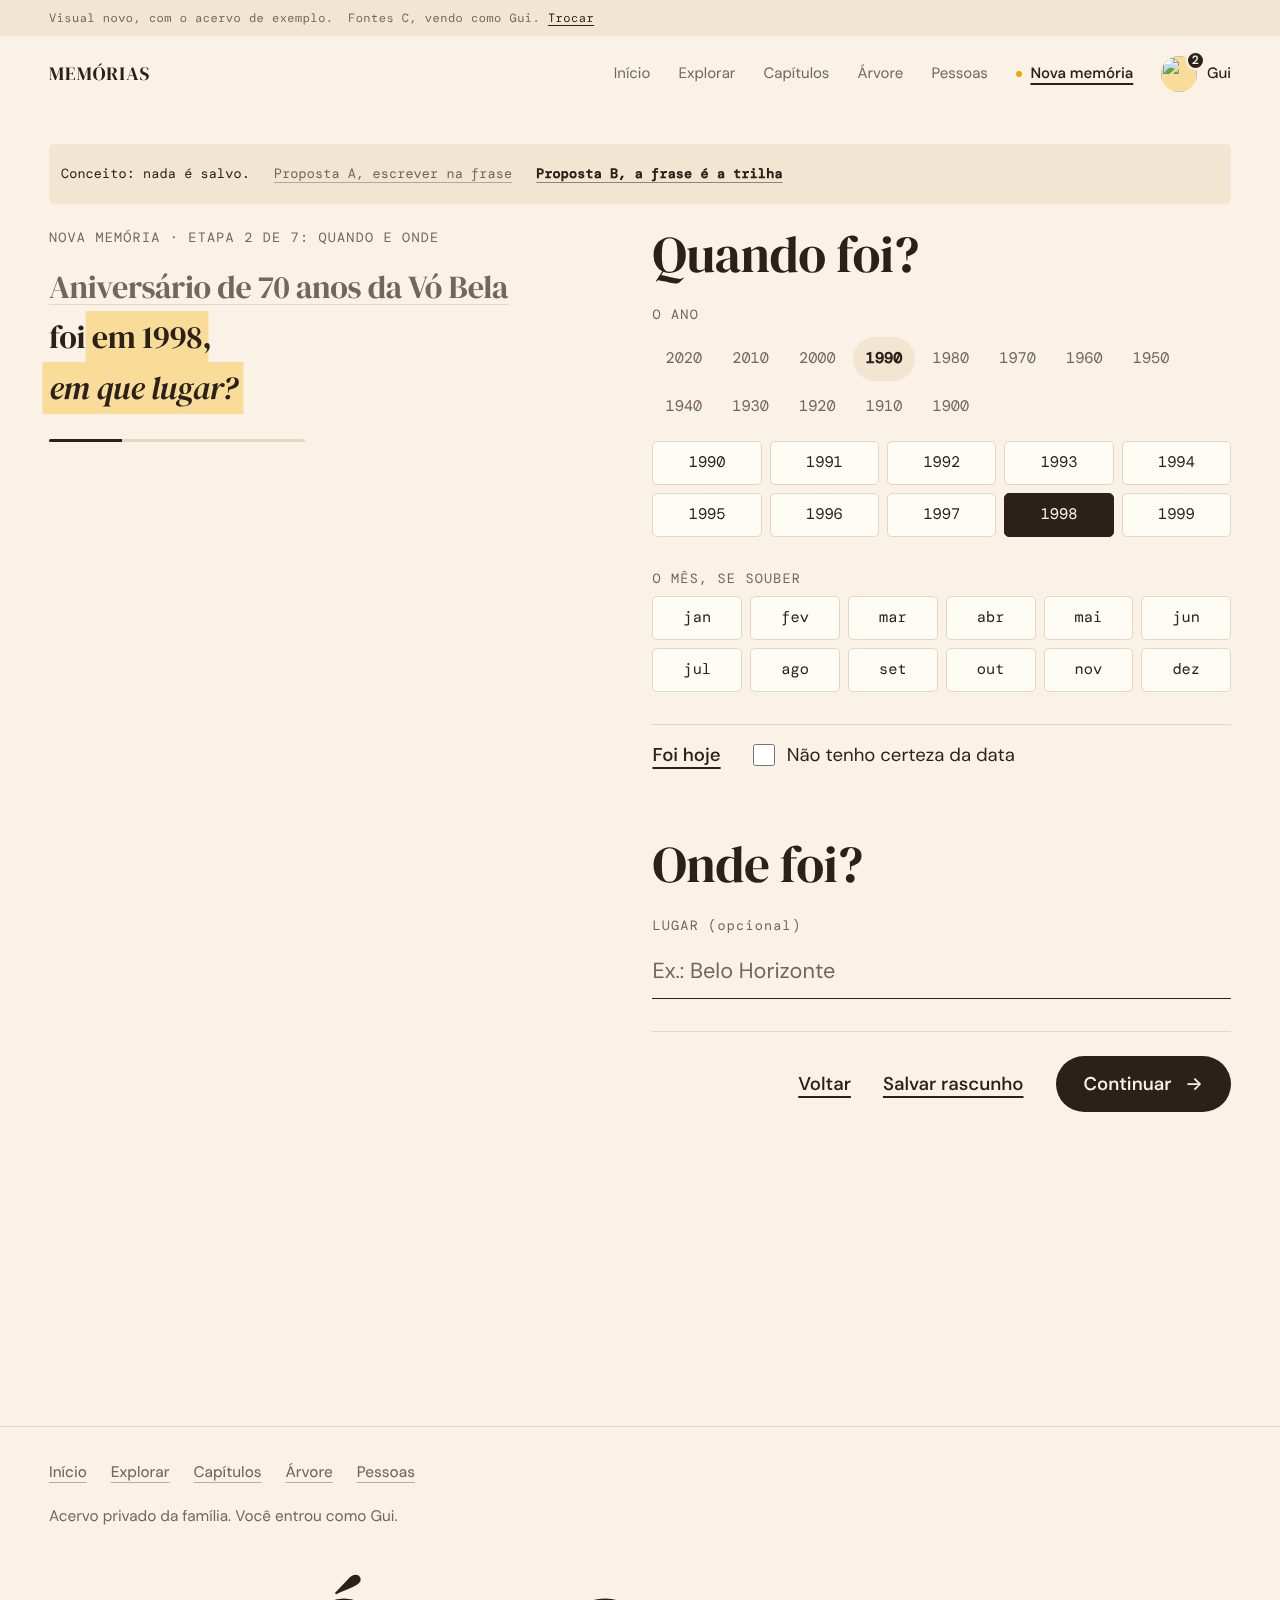 Visual novo, com o acervo de exemplo. Fontes C, vendo como Gui. Trocar
MEMÓRIAS
Início Explorar Capítulos Árvore Pessoas Nova memória 2 Gui
Conceito: nada é salvo. Proposta A, escrever na frase Proposta B, a frase é a trilha
NOVA MEMÓRIA · ETAPA 2 DE 7: QUANDO E ONDE
Aniversário de 70 anos da Vó Bela
foi em 1998,
em que lugar?
Quando foi?
O ANO
2020 2010 2000 1990 1980 1970 1960 1950
1940 1930 1920 1910 1900
1990 1991 1992 1993 1994
1995 1996 1997 1998 1999
O MÊS, SE SOUBER
jan fev mar abr mai jun
jul ago set out nov dez
Foi hoje Não tenho certeza da data
Onde foi?
LUGAR (opcional)
Ex.: Belo Horizonte
Voltar Salvar rascunho Continuar →
Início Explorar Capítulos Árvore Pessoas
Acervo privado da família. Você entrou como Gui.